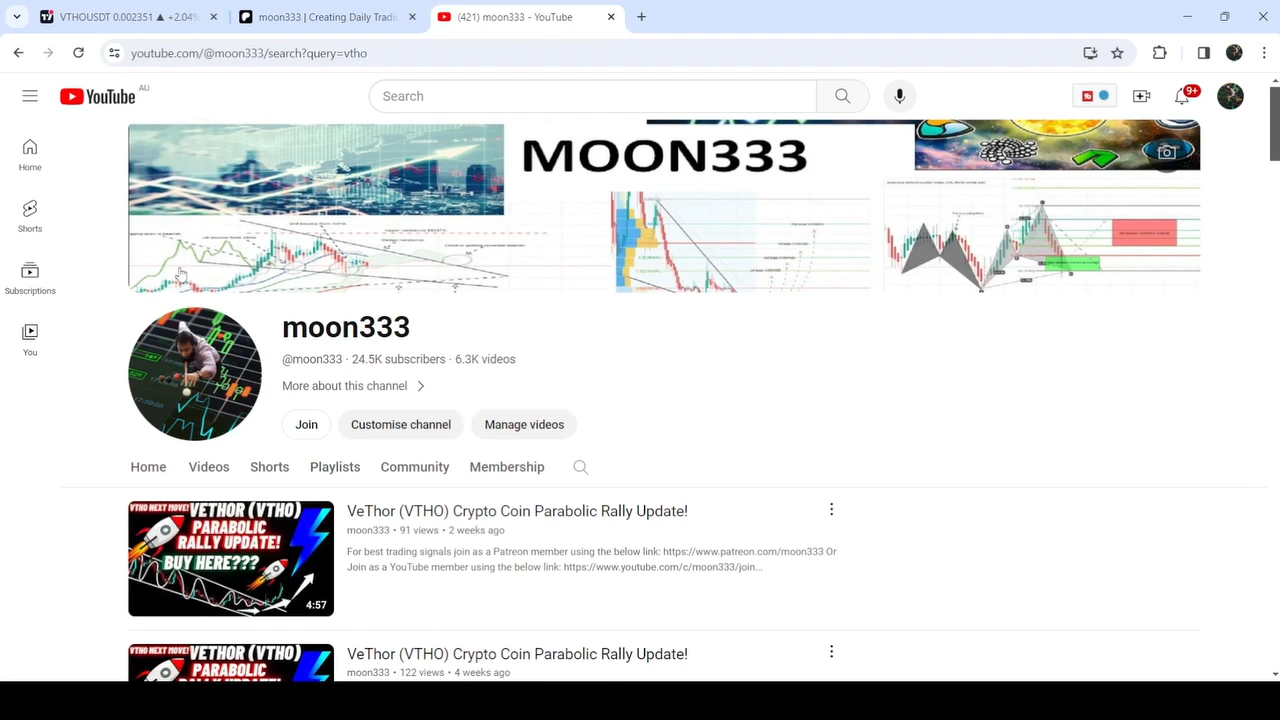 VTHOUSDT 0.002351 ▲ +2.04%
moon333 | Creating Daily Tradi
(421) moon333 - YouTube
youtube.com/@moon333/search?query=vtho
YouTube AU
Search
9+
Home
Shorts
Subscriptions
You
MOON333
moon333
@moon333 · 24.5K subscribers · 6.3K videos
More about this channel
Join
Customise channel
Manage videos
Home
Videos
Shorts
Playlists
Community
Membership
VTHO NEXT MOVE!
VETHOR (VTHO)
PARABOLIC
RALLY UPDATE!
BUY HERE???
4:57
VeThor (VTHO) Crypto Coin Parabolic Rally Update!
moon333 • 91 views • 2 weeks ago
For best trading signals join as a Patreon member using the below link: https://www.patreon.com/moon333 Or
Join as a YouTube member using the below link: https://www.youtube.com/c/moon333/join...
VTHO NEXT MOVE!
VETHOR (VTHO)
PARABOLIC
VeThor (VTHO) Crypto Coin Parabolic Rally Update!
moon333 • 122 views • 4 weeks ago